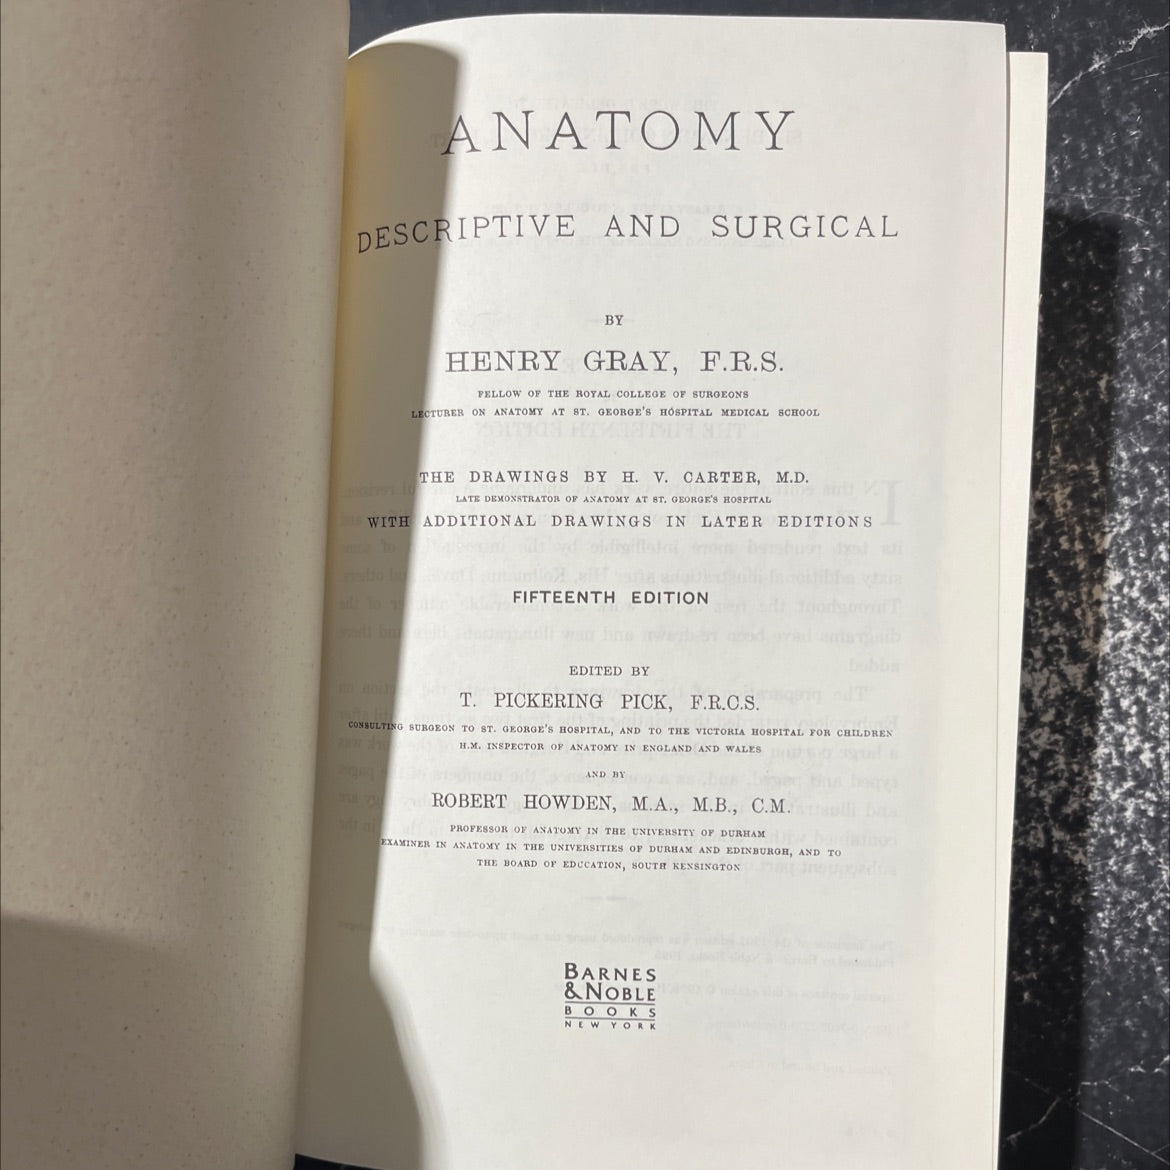 ANATOMY
DESCRIPTIVE AND SURGICAL
BY
HENRY GRAY, F.R.S.
FELLOW OF THE ROYAL COLLEGE OF SURGEONS
LECTURER ON ANATOMY AT ST. GEORGE'S HOSPITAL MEDICAL SCHOOL
THE DRAWINGS BY H. V. CARTER, M.D.
LATE DEMONSTRATOR OF ANATOMY AT ST. GEORGE'S HOSPITAL
WITH ADDITIONAL DRAWINGS IN LATER EDITIONS
FIFTEENTH EDITION
EDITED BY
T. PICKERING PICK, F.R.C.S.
CONSULTING SURGEON TO ST. GEORGE'S HOSPITAL, AND TO THE VICTORIA HOSPITAL FOR CHILDREN
H.M. INSPECTOR OF ANATOMY IN ENGLAND AND WALES
AND BY
ROBERT HOWDEN, M.A., M.B., C.M.
PROFESSOR OF ANATOMY IN THE UNIVERSITY OF DURHAM
EXAMINER IN ANATOMY IN THE UNIVERSITIES OF DURHAM AND EDINBURGH, AND TO
THE BOARD OF EDUCATION, SOUTH KENSINGTON
BARNES
&NOBLE
BOOKS
NEW YORK